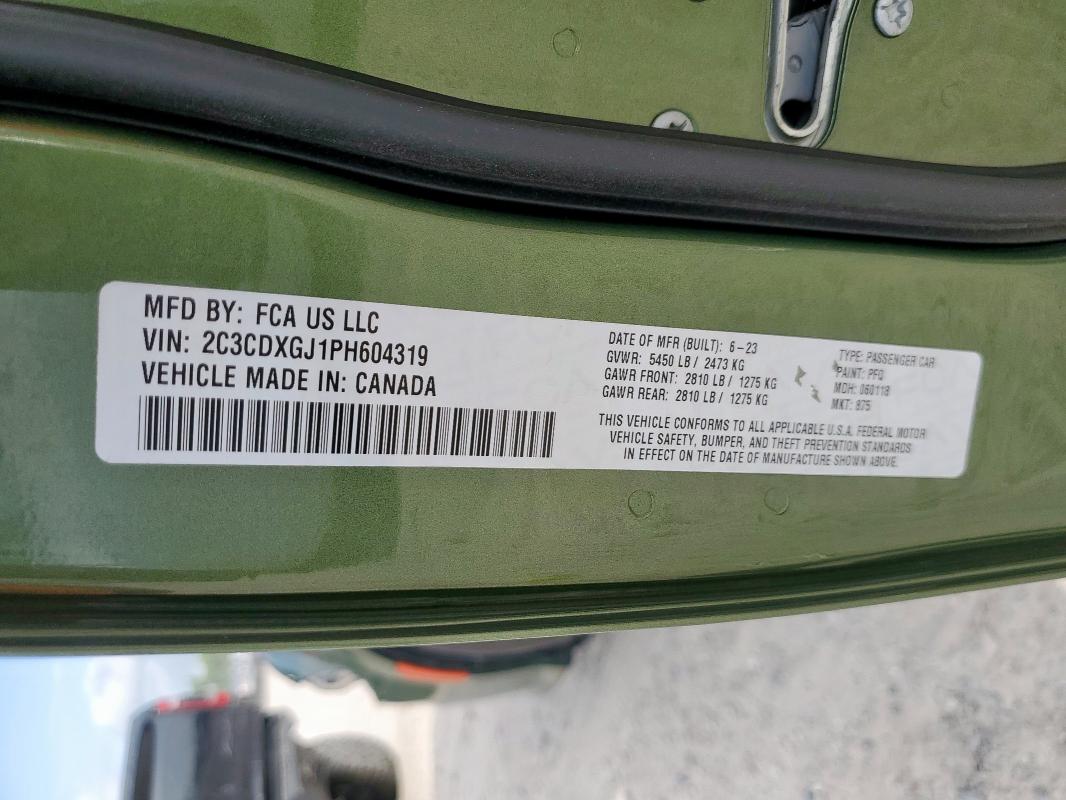 MFD BY: FCA US LLC
VIN: 2C3CDXGJ1PH604319
VEHICLE MADE IN: CANADA
DATE OF MFR (BUILT): 6-23
GVWR: 5450 LB / 2473 KG
GAWR FRONT: 2810 LB / 1275 KG
GAWR REAR: 2810 LB / 1275 KG
TYPE: PASSENGER CAR
PAINT: PFQ
MDH: 060118
MKT: 875
THIS VEHICLE CONFORMS TO ALL APPLICABLE U.S.A. FEDERAL MOTOR
VEHICLE SAFETY, BUMPER, AND THEFT PREVENTION STANDARDS
IN EFFECT ON THE DATE OF MANUFACTURE SHOWN ABOVE.